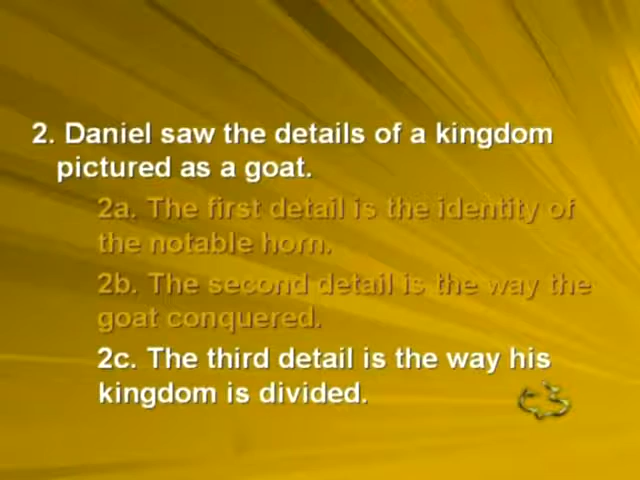 2. Daniel saw the details of a kingdom
pictured as a goat.
2a. The first detail is the identity of
the notable horn.
2b. The second detail is the way the
goat conquered.
2c. The third detail is the way his
kingdom is divided.